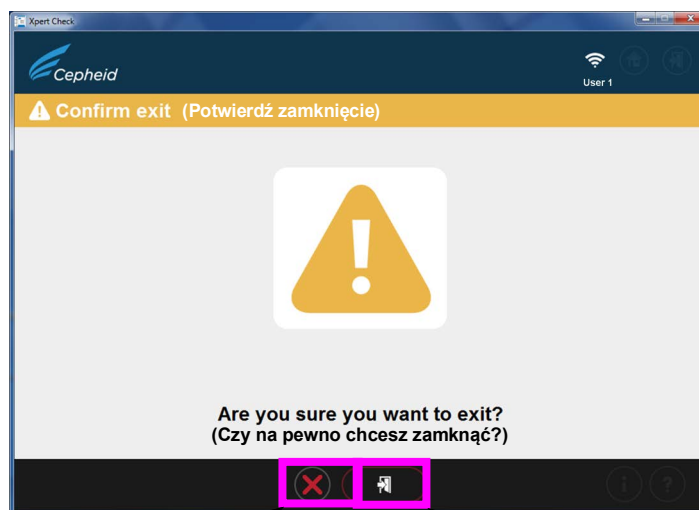 Xpert Check
Cepheid
User 1
Confirm exit (Potwierdź zamknięcie)
Are you sure you want to exit?
(Czy na pewno chcesz zamknąć?)